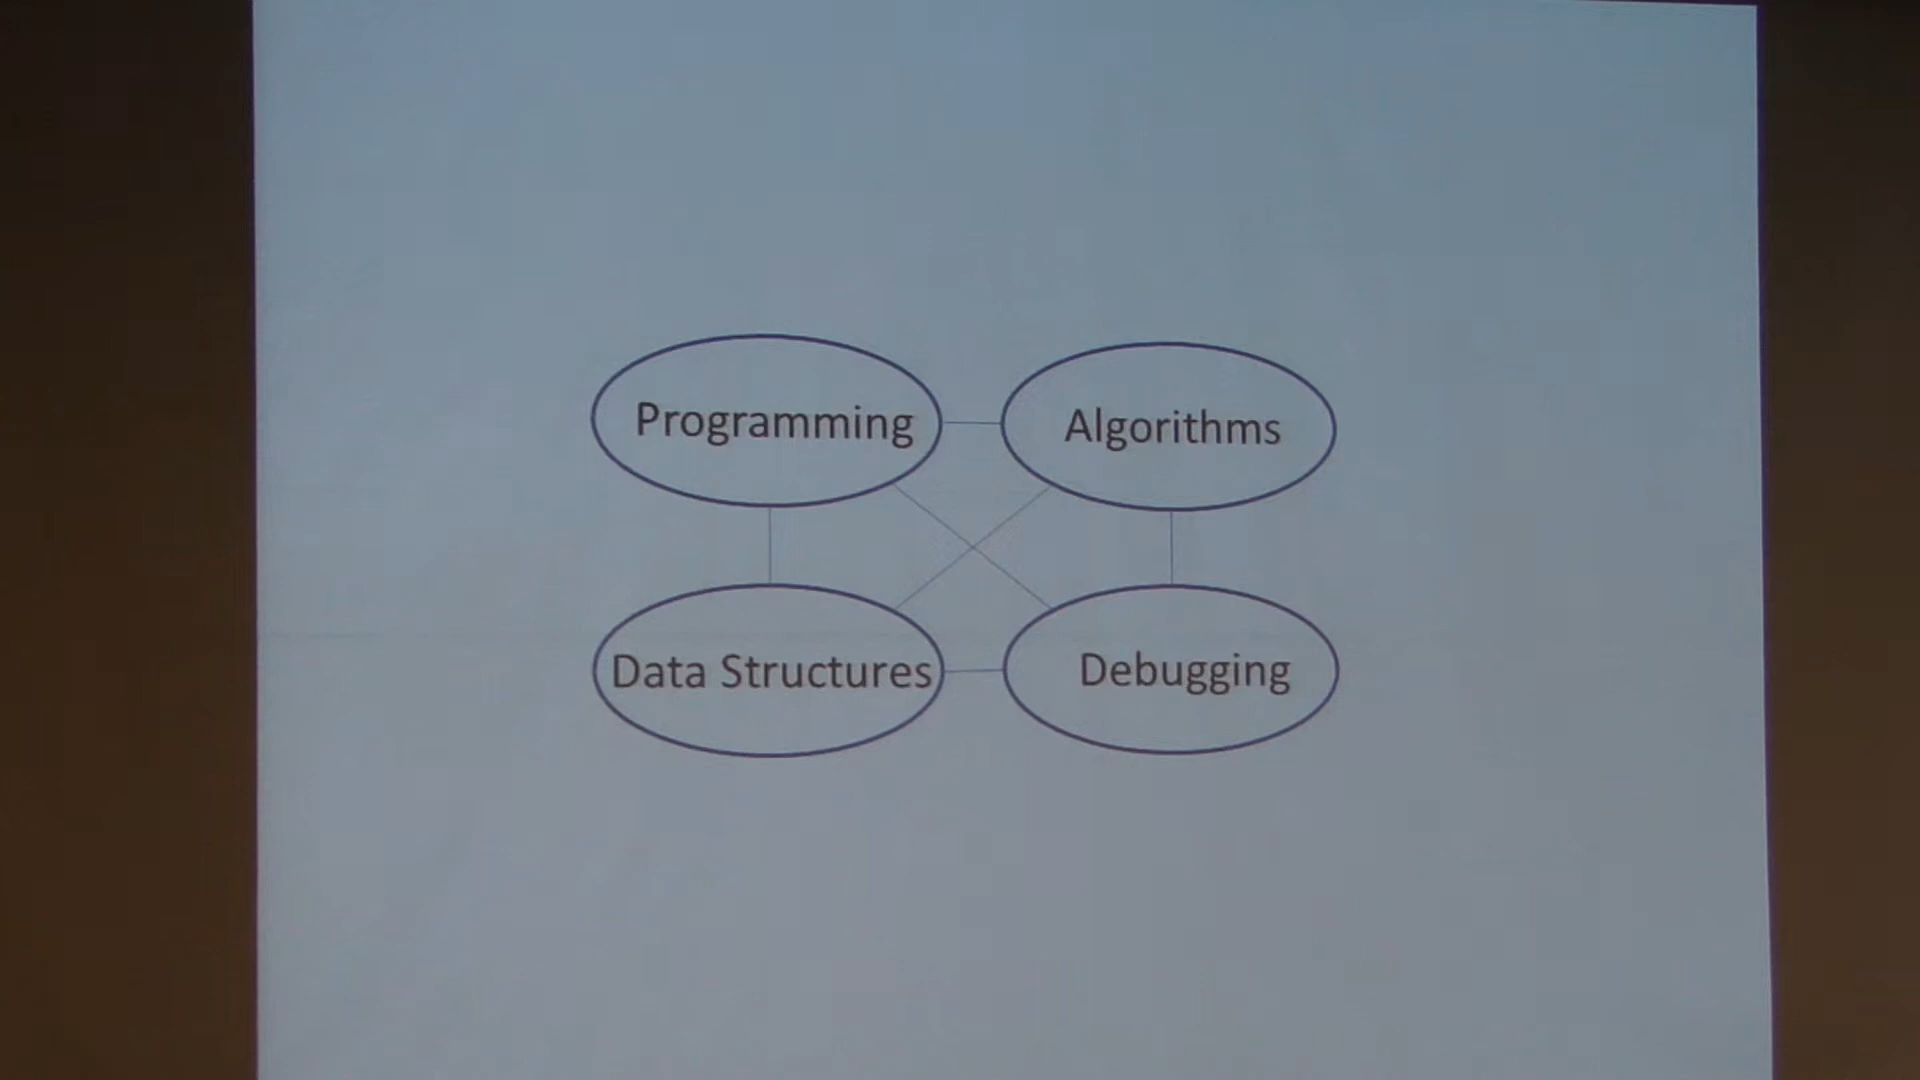 Programming
Algorithms
Data Structures
Debugging